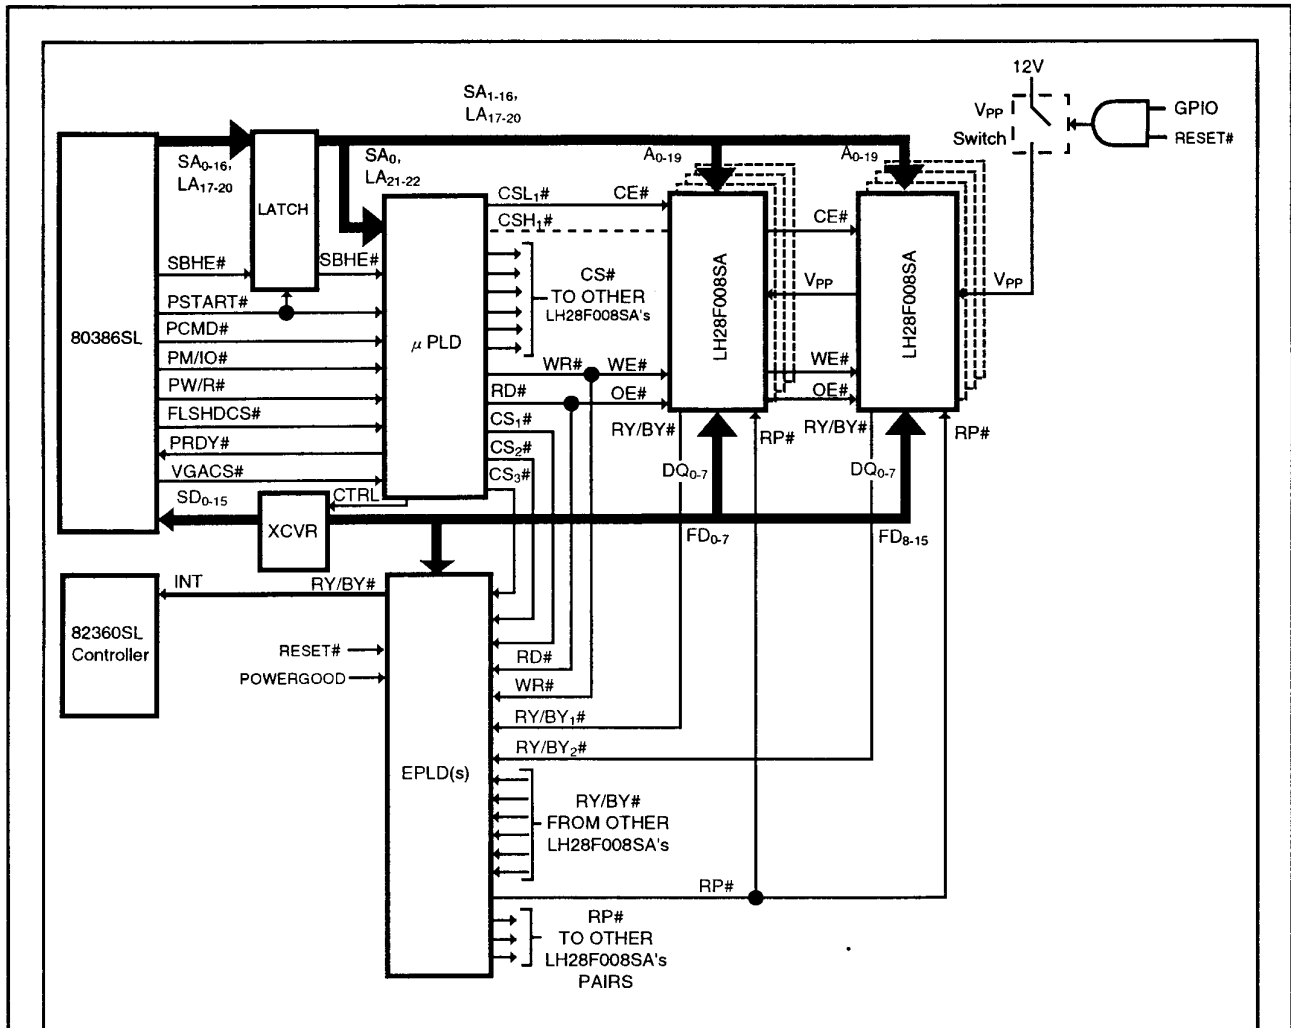 SA1-16,
LA17-20
12V
VPP
Switch
GPIO
RESET#
SA0-16,
LA17-20
SA0,
LA21-22
A0-19
A0-19
LATCH
CSL1#
CE#
CSH1#
CE#
SBHE#
SBHE#
CS#
TO OTHER
LH28F008SA's
LH28F008SA
LH28F008SA
VPP
VPP
PSTART#
80386SL
PCMD#
μ PLD
PM/IO#
WR#
WE#
WE#
PW/R#
RD#
OE#
OE#
FLSHDCS#
CS1#
RY/BY#
RP#
RY/BY#
RP#
PRDY#
CS2#
VGACS#
CS3#
DQ0-7
DQ0-7
SD0-15
CTRL
XCVR
FD0-7
FD8-15
INT
RY/BY#
82360SL
Controller
RESET#
RD#
POWERGOOD
WR#
RY/BY1#
RY/BY2#
EPLD(s)
RY/BY#
FROM OTHER
LH28F008SA's
RP#
RP#
TO OTHER
LH28F008SA's
PAIRS